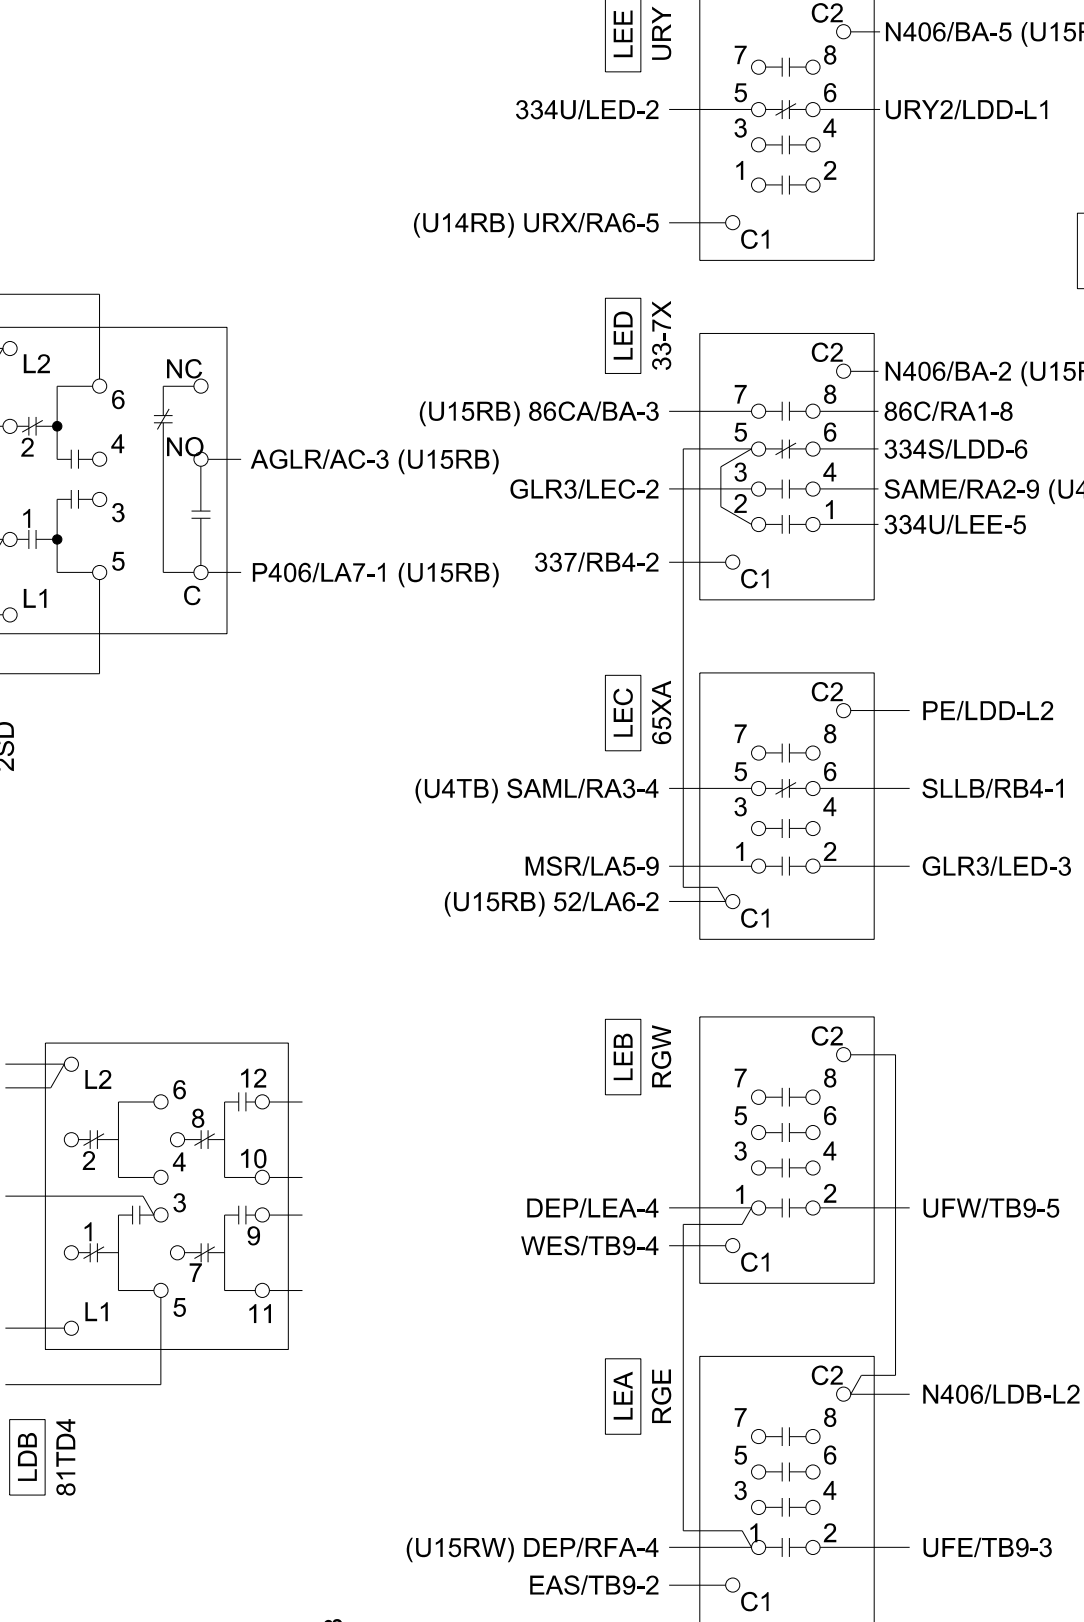 LEE
URY
C2
N406/BA-5 (U15R
7
8
334U/LED-2
5
6
URY2/LDD-L1
3
4
1
2
(U14RB) URX/RA6-5
C1
LED
33-7X
C2
N406/BA-2 (U15R
(U15RB) 86CA/BA-3
7
8
86C/RA1-8
5
6
334S/LDD-6
GLR3/LEC-2
3
4
SAME/RA2-9 (U4
2
1
334U/LEE-5
337/RB4-2
C1
L2
6
2
4
1
3
5
L1
NC
NO
C
AGLR/AC-3 (U15RB)
P406/LA7-1 (U15RB)
2SD
LEC
65XA
C2
PE/LDD-L2
7
8
(U4TB) SAML/RA3-4
5
6
SLLB/RB4-1
3
4
MSR/LA5-9
1
2
GLR3/LED-3
(U15RB) 52/LA6-2
C1
LEB
RGW
C2
7
8
5
6
3
4
DEP/LEA-4
1
2
UFW/TB9-5
WES/TB9-4
C1
L2
6
12
8
2
4
10
3
1
9
7
L1
5
11
LDB
81TD4
LEA
RGE
C2
N406/LDB-L2
7
8
5
6
3
4
(U15RW) DEP/RFA-4
1
2
UFE/TB9-3
EAS/TB9-2
C1